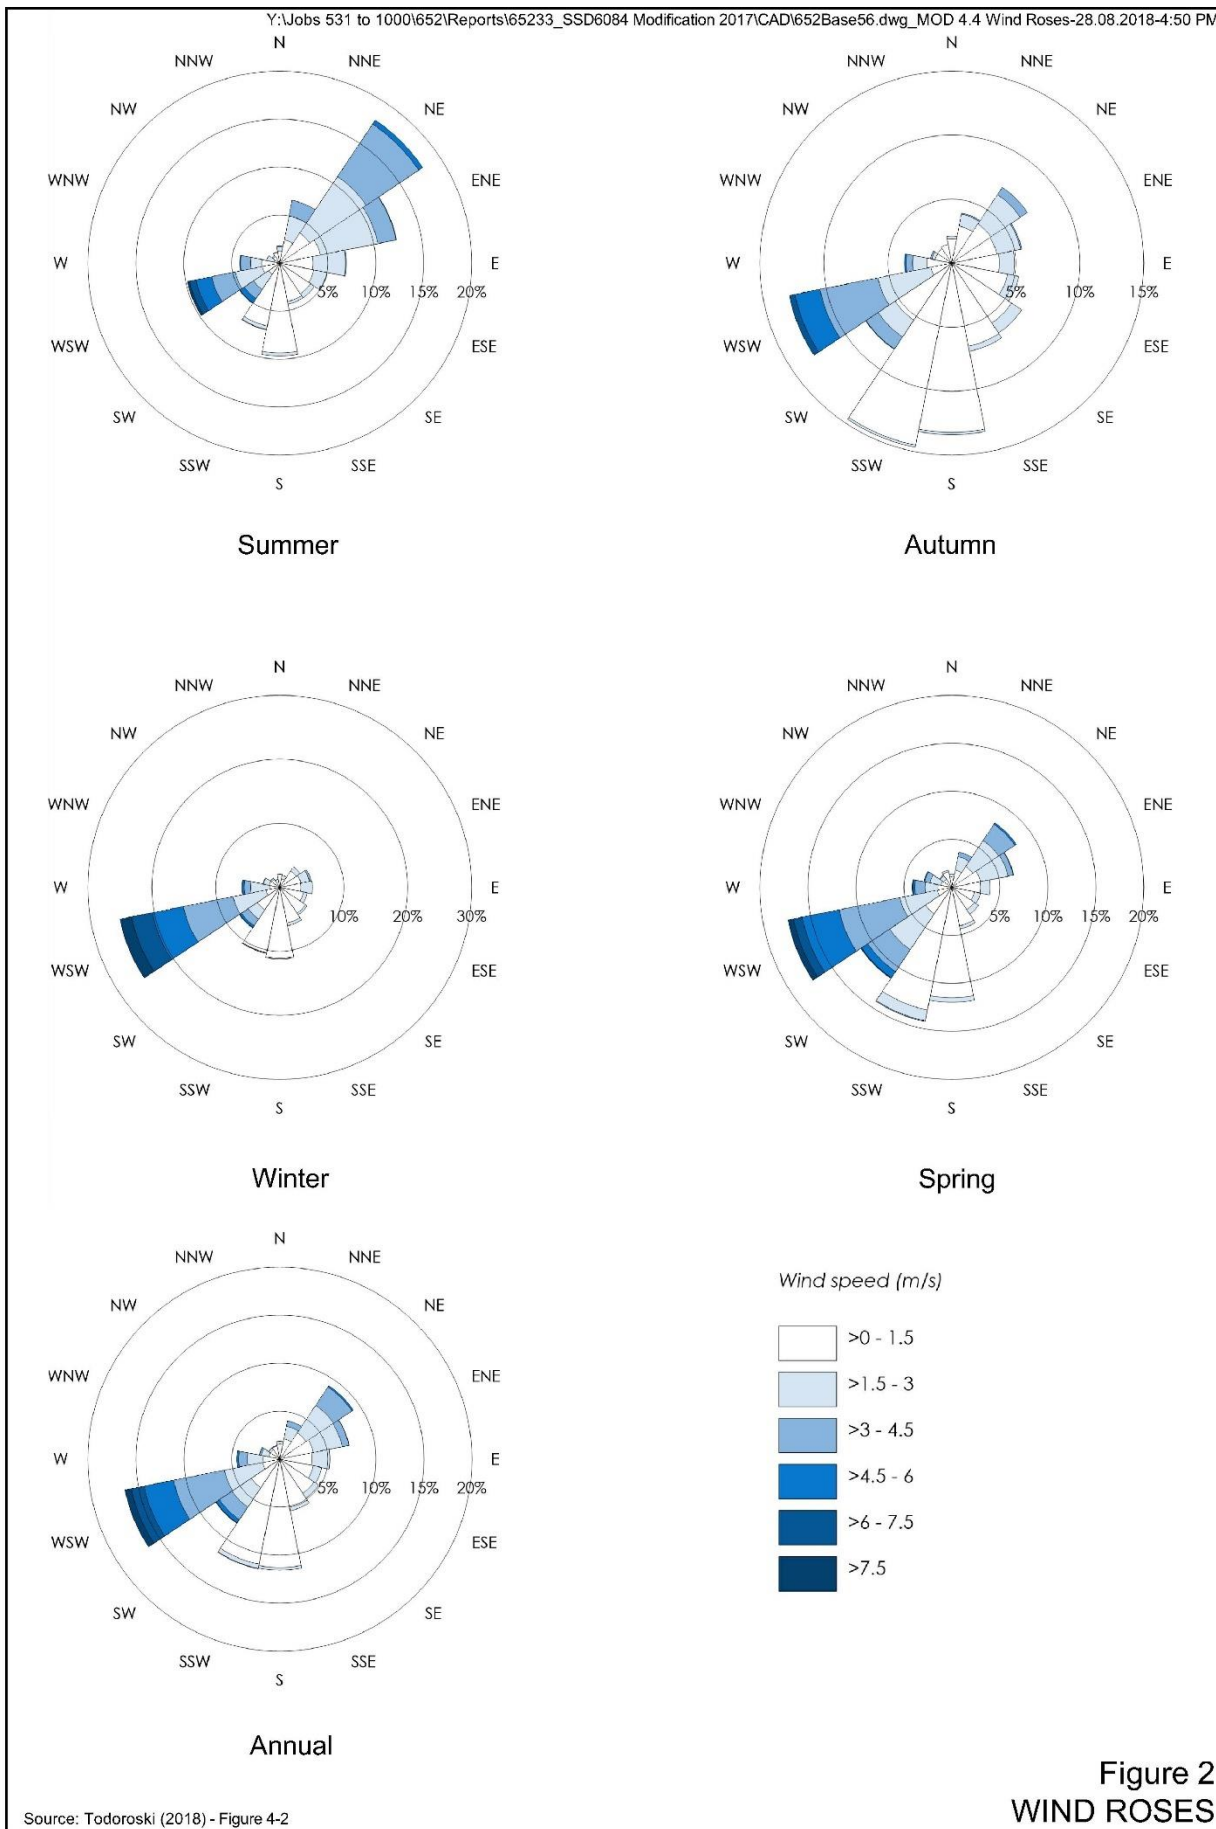 Y:\Jobs 531 to 1000\652\Reports\65233_SSD6084 Modification 2017\CAD\652Base56.dwg_MOD 4.4 Wind Roses-28.08.2018-4:50 PM
N
NNW NNE
NW NE
WNW ENE
W E
5% 10% 15% 20%
WSW ESE
SW SE
SSW SSE
S
Summer
N
NNW NNE
NW NE
WNW ENE
W E
5% 10% 15%
WSW ESE
SW SE
SSW SSE
S
Autumn
N
NNW NNE
NW NE
WNW ENE
W E
10% 20% 30%
WSW ESE
SW SE
SSW SSE
S
Winter
N
NNW NNE
NW NE
WNW ENE
W E
5% 10% 15% 20%
WSW ESE
SW SE
SSW SSE
S
Spring
N
NNW NNE
NW NE
WNW ENE
W E
5% 10% 15% 20%
WSW ESE
SW SE
SSW SSE
S
Annual
Wind speed (m/s)
>0 - 1.5
>1.5 - 3
>3 - 4.5
>4.5 - 6
>6 - 7.5
>7.5
Figure 2
WIND ROSES
Source: Todoroski (2018) - Figure 4-2